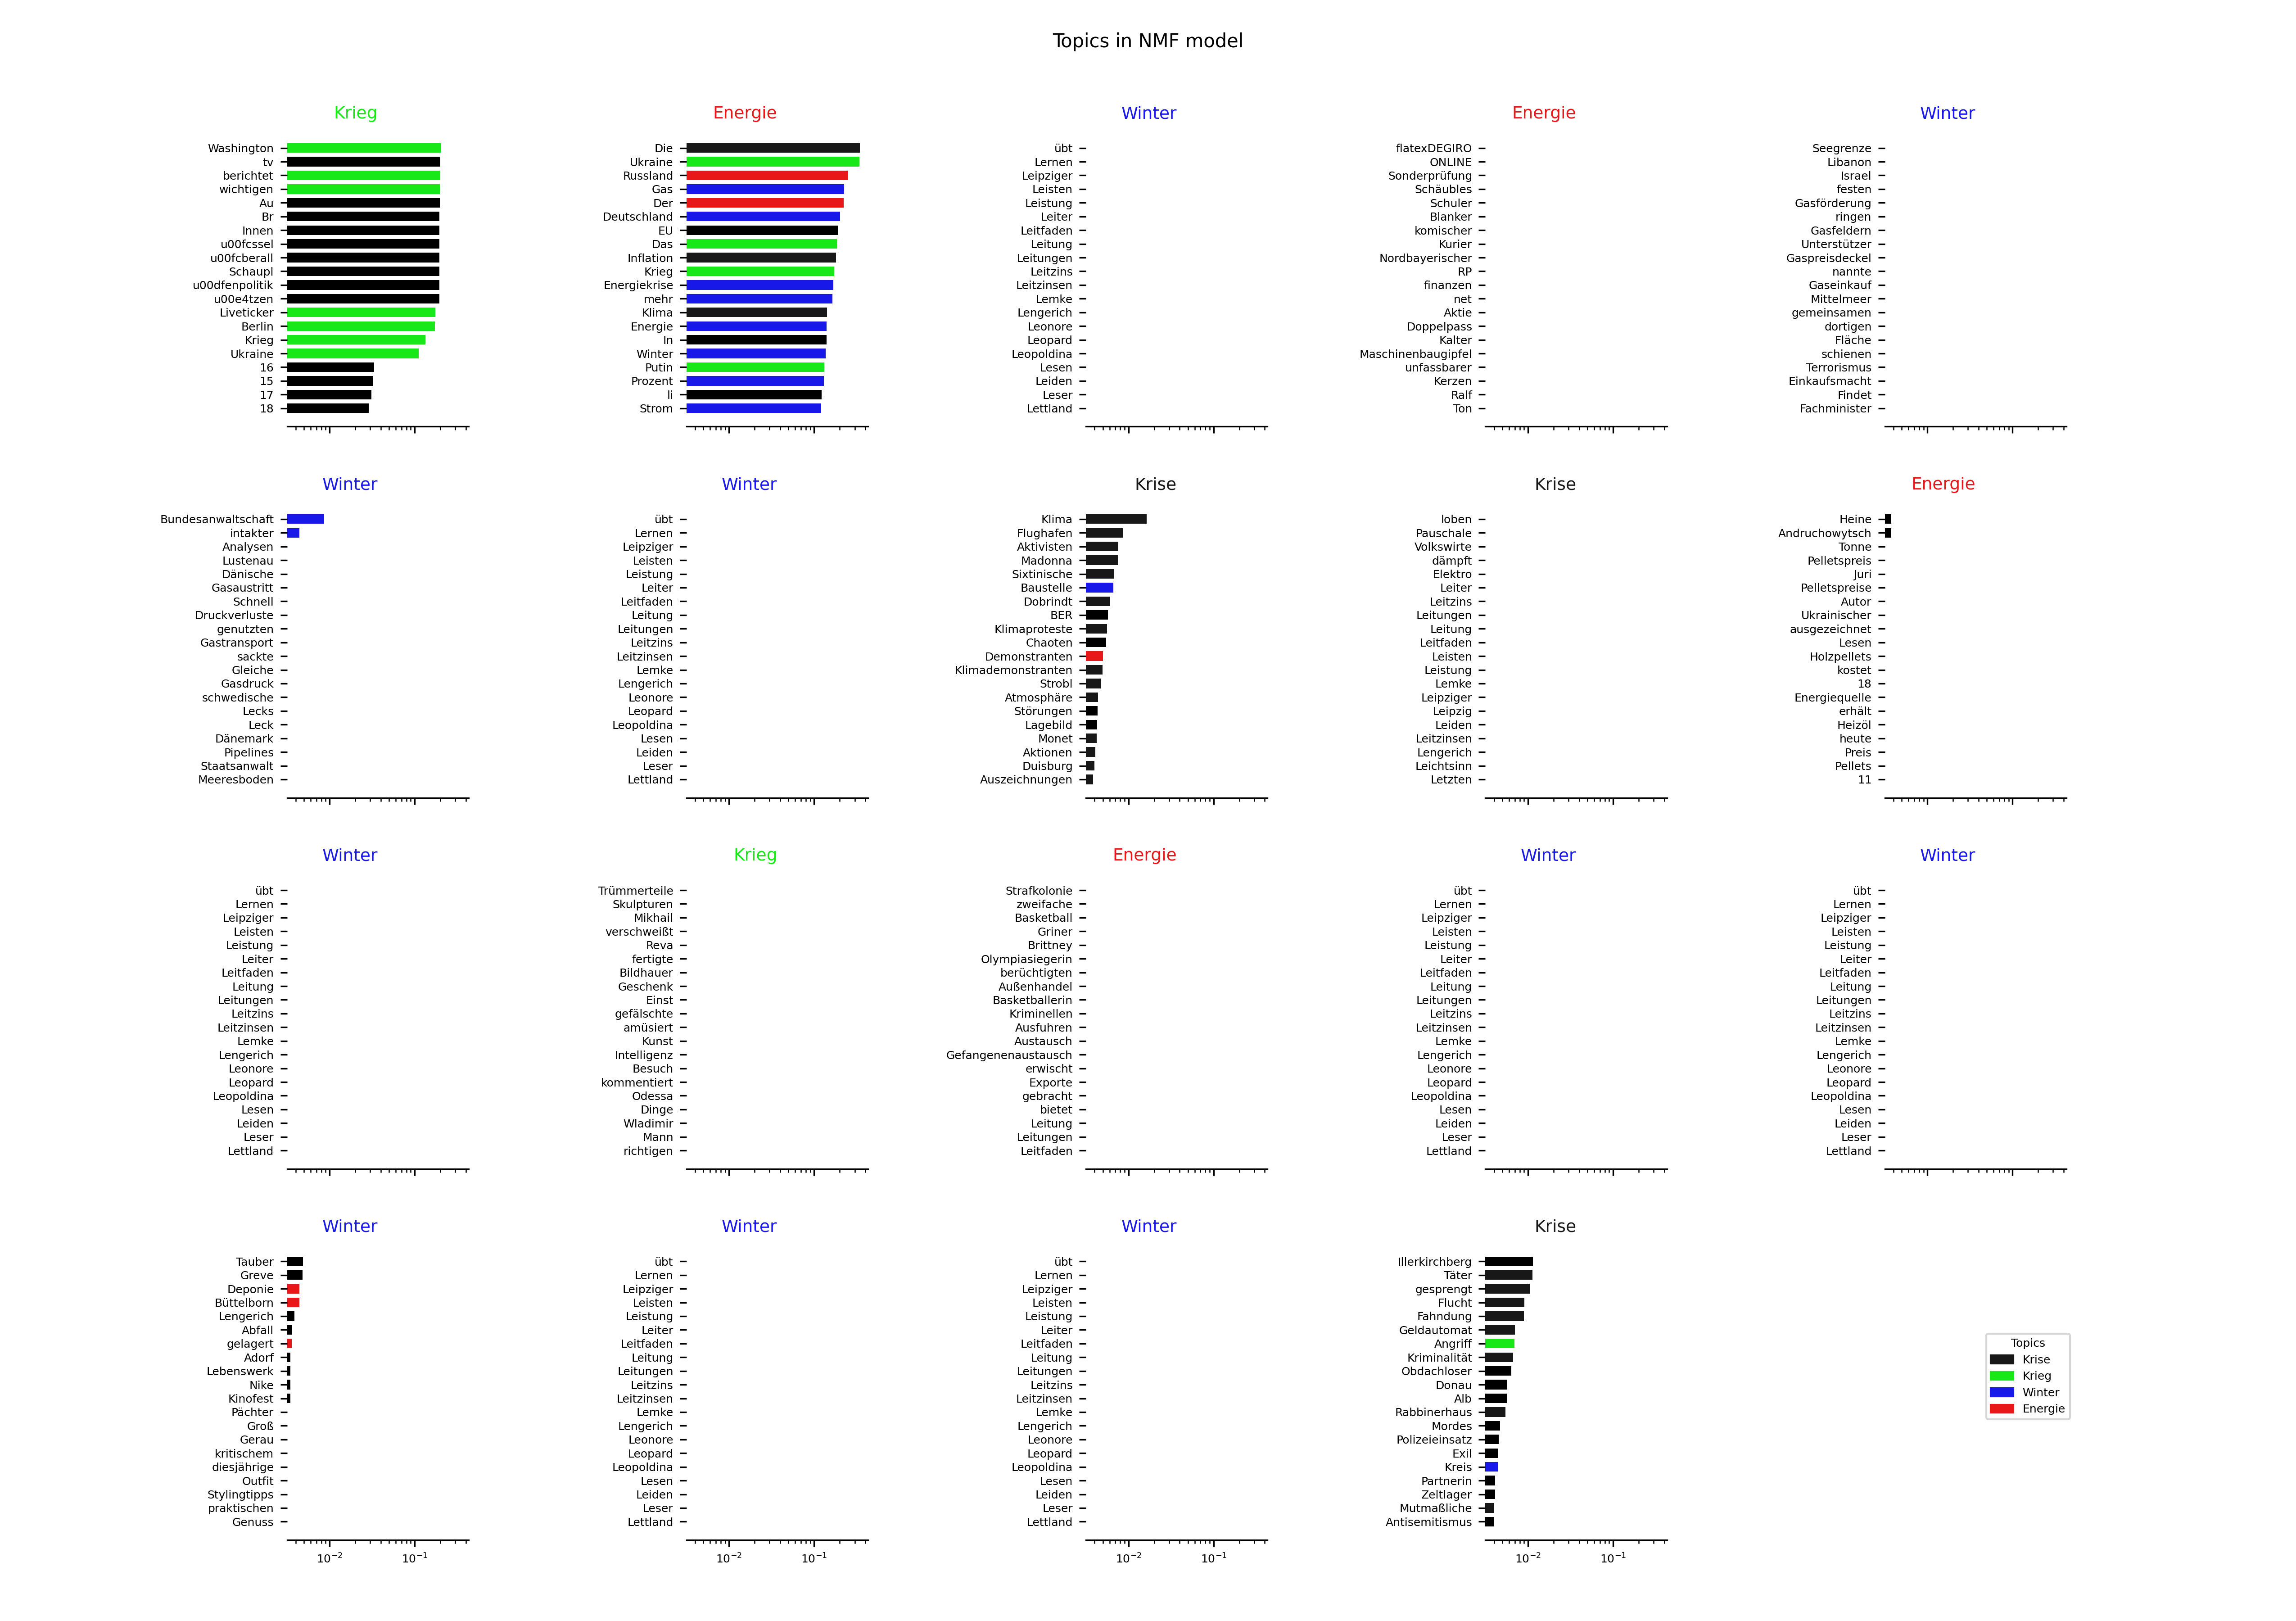 Topics in NMF model
Krieg
Washington
tv
berichtet
wichtigen
Au
Br
Innen
u00fcssel
u00fcberall
Schaupl
u00dfenpolitik
u00e4tzen
Liveticker
Berlin
Krieg
Ukraine
16
15
17
18
Energie
Die
Ukraine
Russland
Gas
Der
Deutschland
EU
Das
Inflation
Krieg
Energiekrise
mehr
Klima
Energie
In
Winter
Putin
Prozent
li
Strom
Winter
übt
Lernen
Leipziger
Leisten
Leistung
Leiter
Leitfaden
Leitung
Leitungen
Leitzins
Leitzinsen
Lemke
Lengerich
Leonore
Leopard
Leopoldina
Lesen
Leiden
Leser
Lettland
Energie
flatexDEGIRO
ONLINE
Sonderprüfung
Schäubles
Schuler
Blanker
komischer
Kurier
Nordbayerischer
RP
finanzen
net
Aktie
Doppelpass
Kalter
Maschinenbaugipfel
unfassbarer
Kerzen
Ralf
Ton
Winter
Seegrenze
Libanon
Israel
festen
Gasförderung
ringen
Gasfeldern
Unterstützer
Gaspreisdeckel
nannte
Gaseinkauf
Mittelmeer
gemeinsamen
dortigen
Fläche
schienen
Terrorismus
Einkaufsmacht
Findet
Fachminister
Winter
Bundesanwaltschaft
intakter
Analysen
Lustenau
Dänische
Gasaustritt
Schnell
Druckverluste
genutzten
Gastransport
sackte
Gleiche
Gasdruck
schwedische
Lecks
Leck
Dänemark
Pipelines
Staatsanwalt
Meeresboden
Winter
übt
Lernen
Leipziger
Leisten
Leistung
Leiter
Leitfaden
Leitung
Leitungen
Leitzins
Leitzinsen
Lemke
Lengerich
Leonore
Leopard
Leopoldina
Lesen
Leiden
Leser
Lettland
Krise
Klima
Flughafen
Aktivisten
Madonna
Sixtinische
Baustelle
Dobrindt
BER
Klimaproteste
Chaoten
Demonstranten
Klimademonstranten
Strobl
Atmosphäre
Störungen
Lagebild
Monet
Aktionen
Duisburg
Auszeichnungen
Krise
loben
Pauschale
Volkswirte
dämpft
Elektro
Leiter
Leitzins
Leitungen
Leitung
Leitfaden
Leisten
Leistung
Lemke
Leipziger
Leipzig
Leiden
Leitzinsen
Lengerich
Leichtsinn
Letzten
Energie
Heine
Andruchowytsch
Tonne
Pelletspreis
Juri
Pelletspreise
Autor
Ukrainischer
ausgezeichnet
Lesen
Holzpellets
kostet
18
Energiequelle
erhält
Heizöl
heute
Preis
Pellets
11
Winter
übt
Lernen
Leipziger
Leisten
Leistung
Leiter
Leitfaden
Leitung
Leitungen
Leitzins
Leitzinsen
Lemke
Lengerich
Leonore
Leopard
Leopoldina
Lesen
Leiden
Leser
Lettland
Krieg
Trümmerteile
Skulpturen
Mikhail
verschweißt
Reva
fertigte
Bildhauer
Geschenk
Einst
gefälschte
amüsiert
Kunst
Intelligenz
Besuch
kommentiert
Odessa
Dinge
Wladimir
Mann
richtigen
Energie
Strafkolonie
zweifache
Basketball
Griner
Brittney
Olympiasiegerin
berüchtigten
Außenhandel
Basketballerin
Kriminellen
Ausfuhren
Austausch
Gefangenenaustausch
erwischt
Exporte
gebracht
bietet
Leitung
Leitungen
Leitfaden
Winter
übt
Lernen
Leipziger
Leisten
Leistung
Leiter
Leitfaden
Leitung
Leitungen
Leitzins
Leitzinsen
Lemke
Lengerich
Leonore
Leopard
Leopoldina
Lesen
Leiden
Leser
Lettland
Winter
übt
Lernen
Leipziger
Leisten
Leistung
Leiter
Leitfaden
Leitung
Leitungen
Leitzins
Leitzinsen
Lemke
Lengerich
Leonore
Leopard
Leopoldina
Lesen
Leiden
Leser
Lettland
Winter
Tauber
Greve
Deponie
Büttelborn
Lengerich
Abfall
gelagert
Adorf
Lebenswerk
Nike
Kinofest
Pächter
Groß
Gerau
kritischem
diesjährige
Outfit
Stylingtipps
praktischen
Genuss
10⁻² 10⁻¹
Winter
übt
Lernen
Leipziger
Leisten
Leistung
Leiter
Leitfaden
Leitung
Leitungen
Leitzins
Leitzinsen
Lemke
Lengerich
Leonore
Leopard
Leopoldina
Lesen
Leiden
Leser
Lettland
10⁻² 10⁻¹
Winter
übt
Lernen
Leipziger
Leisten
Leistung
Leiter
Leitfaden
Leitung
Leitungen
Leitzins
Leitzinsen
Lemke
Lengerich
Leonore
Leopard
Leopoldina
Lesen
Leiden
Leser
Lettland
10⁻² 10⁻¹
Krise
Illerkirchberg
Täter
gesprengt
Flucht
Fahndung
Geldautomat
Angriff
Kriminalität
Obdachloser
Donau
Alb
Rabbinerhaus
Mordes
Polizeieinsatz
Exil
Kreis
Partnerin
Zeltlager
Mutmaßliche
Antisemitismus
10⁻² 10⁻¹
Topics
Krise
Krieg
Winter
Energie